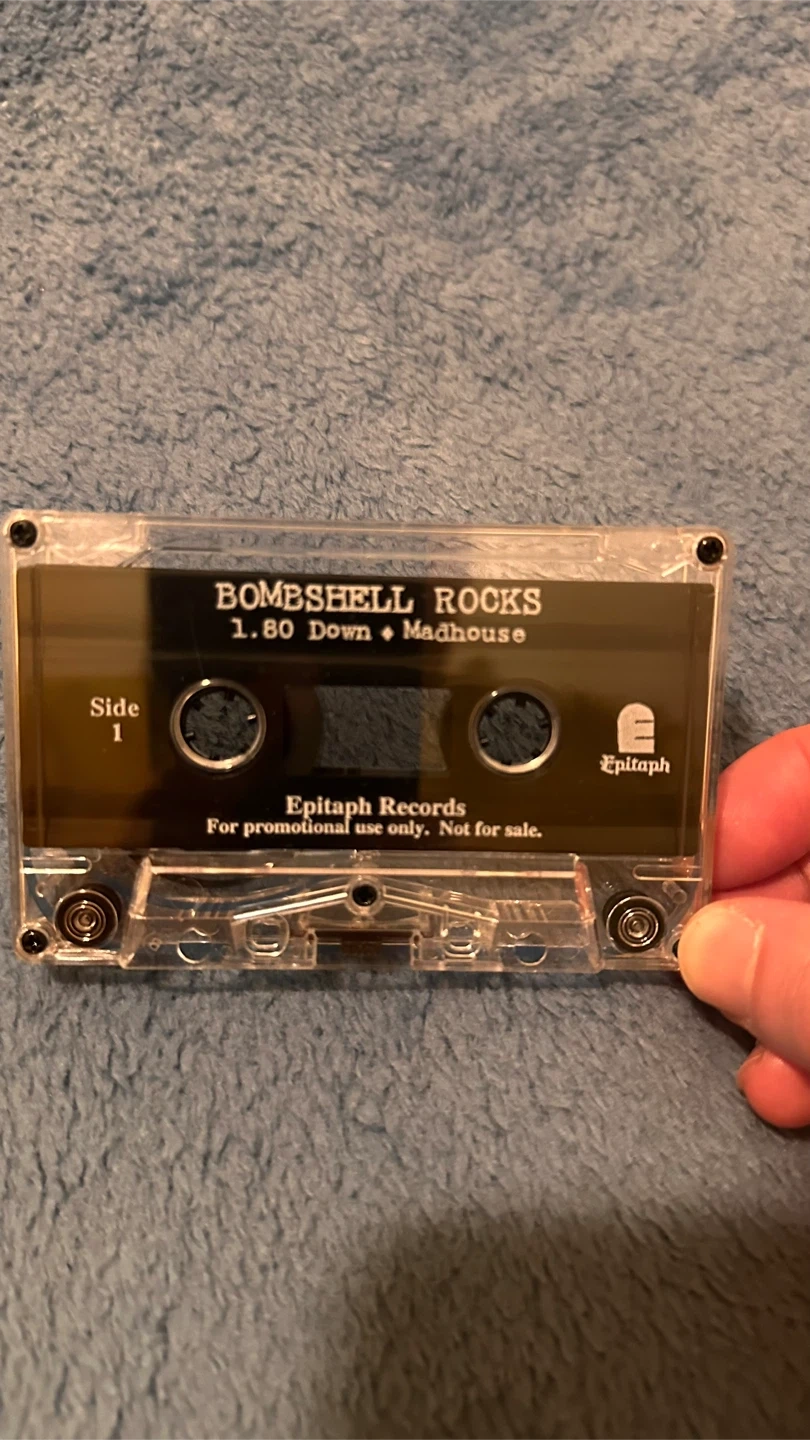 BOMBSHELL ROCKS
1.80 Down ♦ Madhouse
Side
1
E
Epitaph
Epitaph Records
For promotional use only. Not for sale.